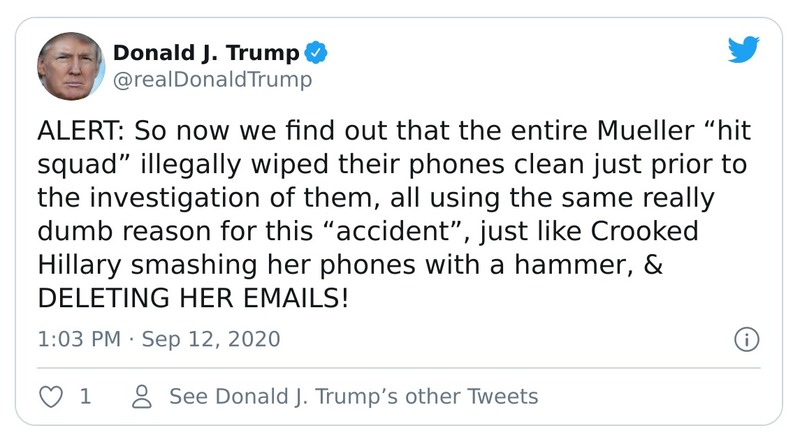 Donald J. Trump
@realDonaldTrump
ALERT: So now we find out that the entire Mueller “hit
squad” illegally wiped their phones clean just prior to
the investigation of them, all using the same really
dumb reason for this “accident”, just like Crooked
Hillary smashing her phones with a hammer, &
DELETING HER EMAILS!
1:03 PM · Sep 12, 2020
1 See Donald J. Trump’s other Tweets